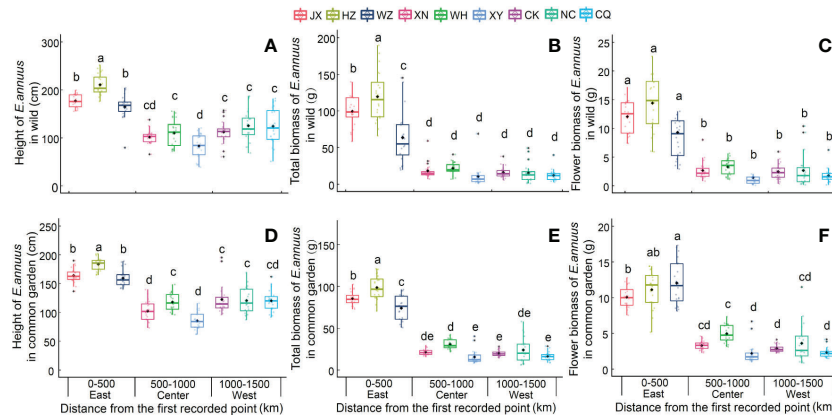 JX HZ WZ XN WH XY CK NC CQ
A
Height of E.annuus
in wild (cm)
300
200
100
0
b a b cd c d c c c
B
Total biomass of E.annuus
in wild (g)
200
150
100
50
0
b a c d d d d d d
C
Flower biomass of E.annuus
in wild (g)
25
20
15
10
5
0
a a a b b b b b b
D
Height of E.annuus
in common garden (cm)
250
200
150
100
50
0
b a b d c d c c cd
0-500 500-1000 1000-1500
East Center West
Distance from the first recorded point (km)
E
Total biomass of E.annuus
in common garden (g)
150
100
50
0
b a c de d e e de e
0-500 500-1000 1000-1500
East Center West
Distance from the first recorded point (km)
F
Flower biomass of E.annuus
in common garden (g)
20
15
10
5
0
b ab a cd c d d cd d
0-500 500-1000 1000-1500
East Center West
Distance from the first recorded point (km)